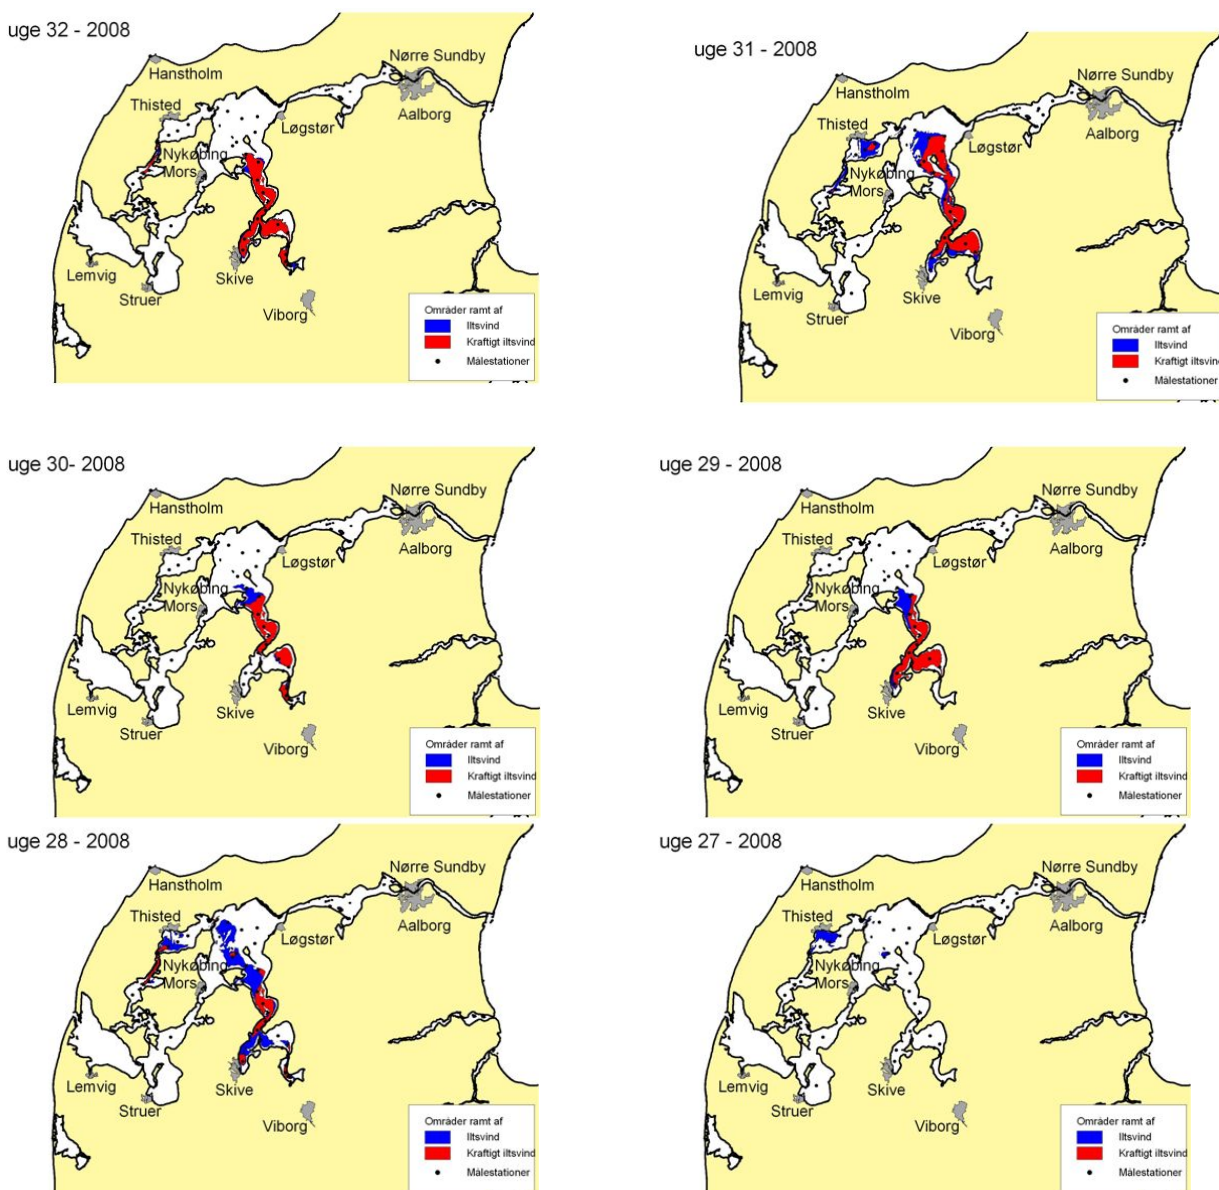 uge 32 - 2008
Hanstholm
Nørre Sundby
Thisted
Aalborg
Løgstør
Nykøbing
Mors
Lemvig
Struer
Skive
Viborg
Områder ramt af
Iltsvind
Kraftigt iltsvind
Målestationer
uge 31 - 2008
Hanstholm
Nørre Sundby
Thisted
Aalborg
Løgstør
Nykøbing
Mors
Lemvig
Struer
Skive
Viborg
Områder ramt af
Iltsvind
Kraftigt iltsvind
Målestationer
uge 30- 2008
Hanstholm
Nørre Sundby
Thisted
Aalborg
Løgstør
Nykøbing
Mors
Lemvig
Struer
Skive
Viborg
Områder ramt af
Iltsvind
Kraftigt iltsvind
Målestationer
uge 29 - 2008
Hanstholm
Nørre Sundby
Thisted
Aalborg
Løgstør
Nykøbing
Mors
Lemvig
Struer
Skive
Viborg
Områder ramt af
Iltsvind
Kraftigt iltsvind
Målestationer
uge 28 - 2008
Hanstholm
Nørre Sundby
Thisted
Aalborg
Løgstør
Nykøbing
Mors
Lemvig
Struer
Skive
Viborg
Områder ramt af
Iltsvind
Kraftigt iltsvind
Målestationer
uge 27 - 2008
Hanstholm
Nørre Sundby
Thisted
Aalborg
Løgstør
Nykøbing
Mors
Lemvig
Struer
Skive
Viborg
Områder ramt af
Iltsvind
Kraftigt iltsvind
Målestationer